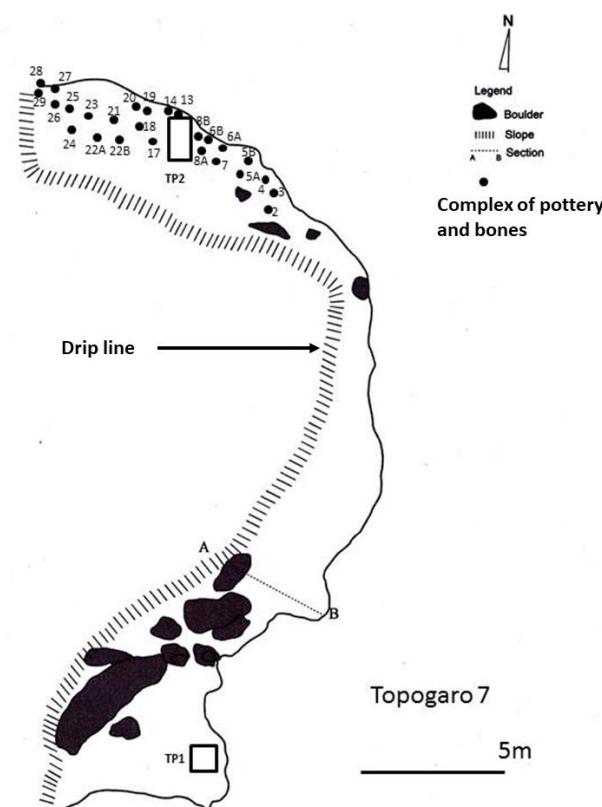 N
Legend
Boulder
Slope
A B Section
Complex of pottery
and bones
28
27
29
26
25
23
21
20
19
14
13
24
22A
22B
18
17
TP2
8B
6B
6A
8A
7
5B
5A
4
3
2
Drip line
A
B
Topogaro 7
TP1
5m